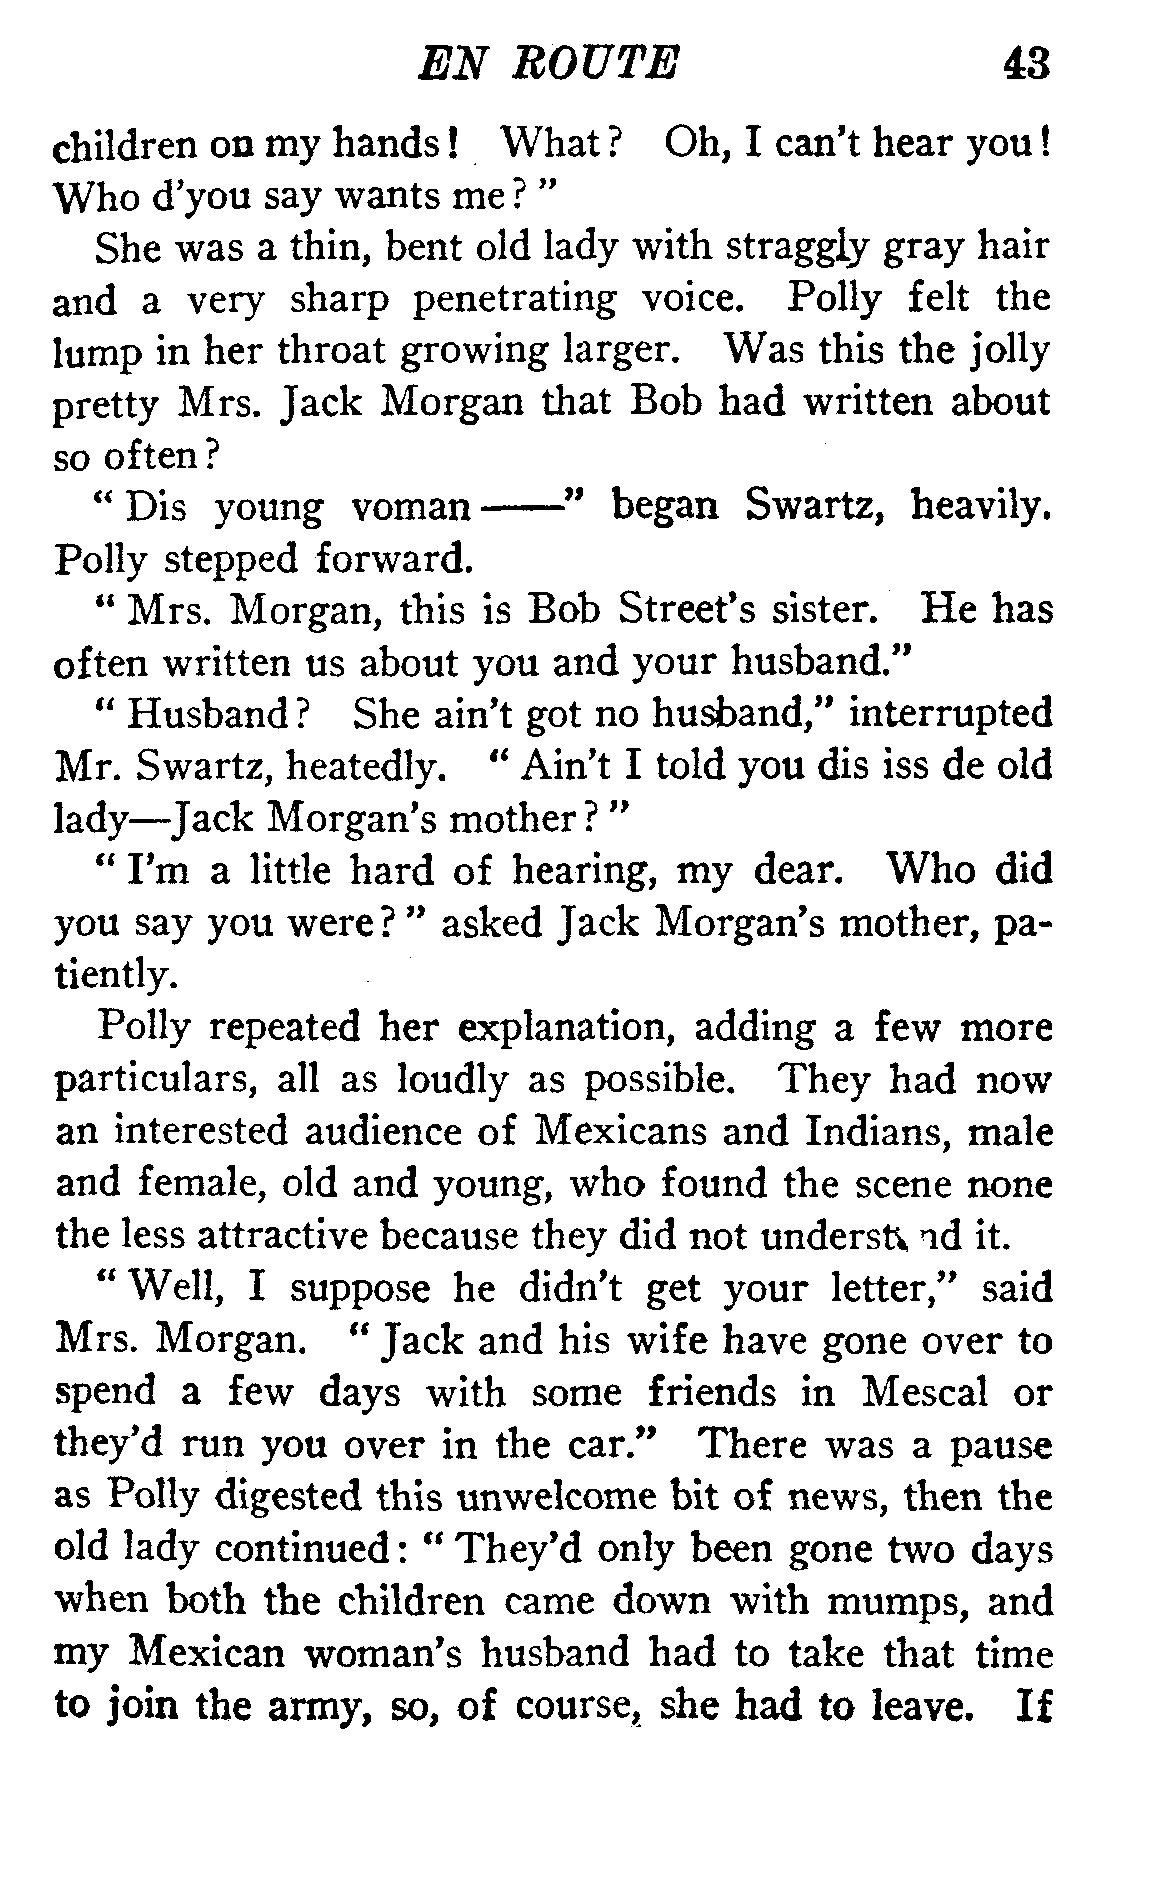 EN ROUTE 43
children on my hands! What? Oh, I can't hear you!
Who d'you say wants me?"
She was a thin, bent old lady with straggly gray hair
and a very sharp penetrating voice. Polly felt the
lump in her throat growing larger. Was this the jolly
pretty Mrs. Jack Morgan that Bob had written about
so often?
"Dis young voman——" began Swartz, heavily.
Polly stepped forward.
"Mrs. Morgan, this is Bob Street's sister. He has
often written us about you and your husband."
"Husband? She ain't got no husband," interrupted
Mr. Swartz, heatedly. "Ain't I told you dis iss de old
lady—Jack Morgan's mother?"
"I'm a little hard of hearing, my dear. Who did
you say you were?" asked Jack Morgan's mother, pa-
tiently.
Polly repeated her explanation, adding a few more
particulars, all as loudly as possible. They had now
an interested audience of Mexicans and Indians, male
and female, old and young, who found the scene none
the less attractive because they did not understand it.
"Well, I suppose he didn't get your letter," said
Mrs. Morgan. "Jack and his wife have gone over to
spend a few days with some friends in Mescal or
they'd run you over in the car." There was a pause
as Polly digested this unwelcome bit of news, then the
old lady continued: "They'd only been gone two days
when both the children came down with mumps, and
my Mexican woman's husband had to take that time
to join the army, so, of course, she had to leave. If